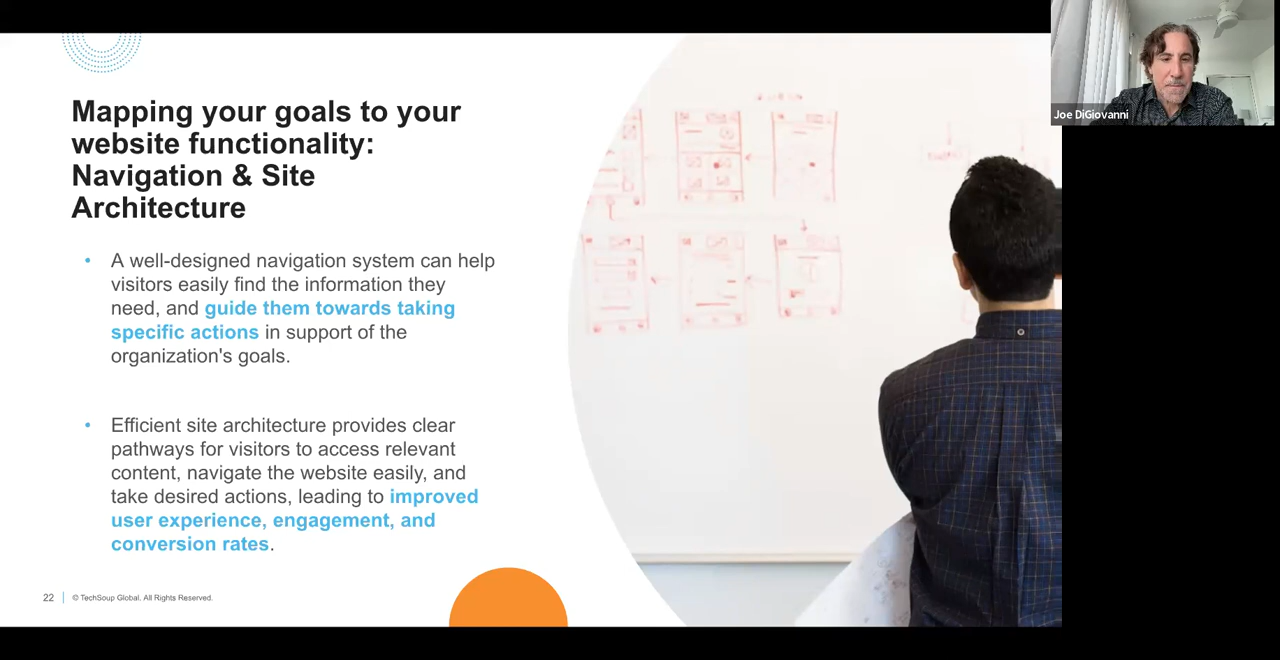 Joe DiGiovanni
Mapping your goals to your
website functionality:
Navigation & Site
Architecture
• A well-designed navigation system can help
visitors easily find the information they
need, and guide them towards taking
specific actions in support of the
organization's goals.
• Efficient site architecture provides clear
pathways for visitors to access relevant
content, navigate the website easily, and
take desired actions, leading to improved
user experience, engagement, and
conversion rates.
22 | © TechSoup Global. All Rights Reserved.